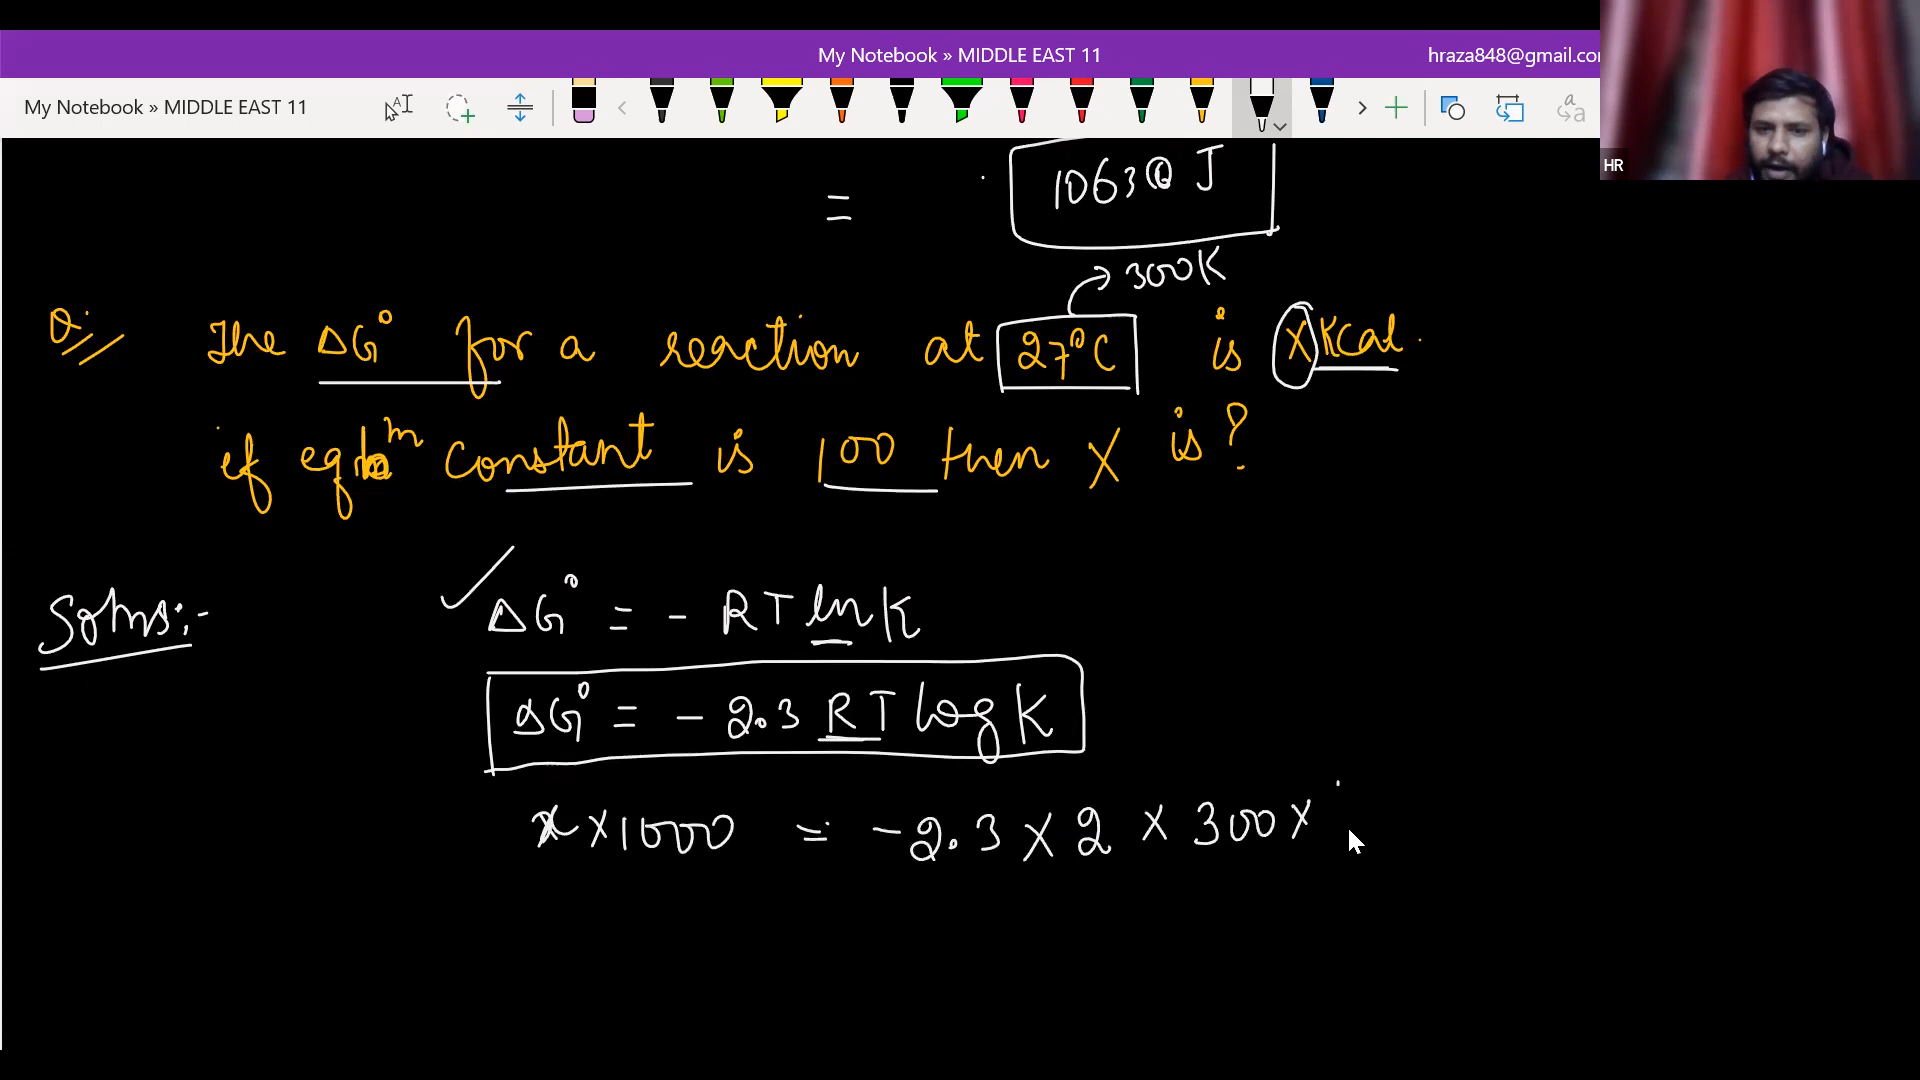 My Notebook » MIDDLE EAST 11
hraza848@gmail.co
My Notebook » MIDDLE EAST 11
HR
= J
300K
Q:// The ΔG° for a reaction at 27°C is X Kcal.
if eqbm constant is 100 then X is?
Solns:- ΔG° = - RT ln K
ΔG° = - 2.3 RT log K
x × 1000 = - 2.3 × 2 × 300 ×